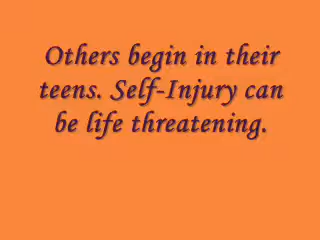 Others begin in their
teens. Self-Injury can
be life threatening.